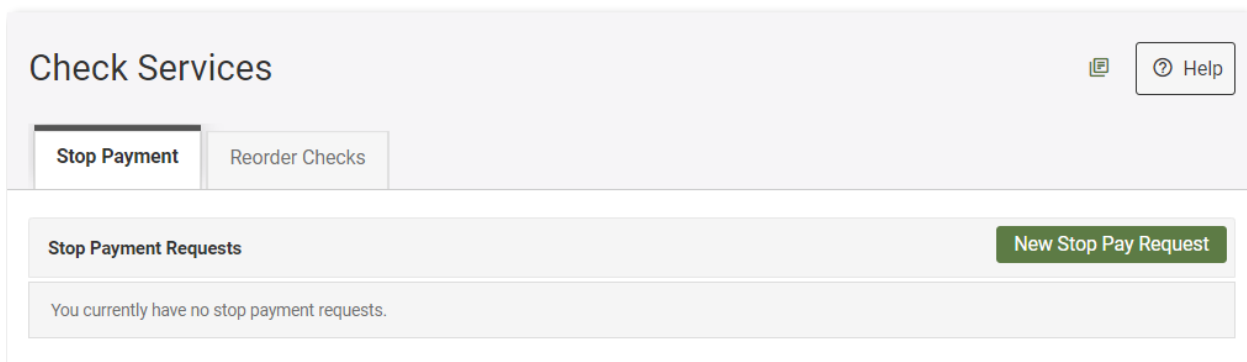 Check Services
Help
Stop Payment
Reorder Checks
Stop Payment Requests
New Stop Pay Request
You currently have no stop payment requests.